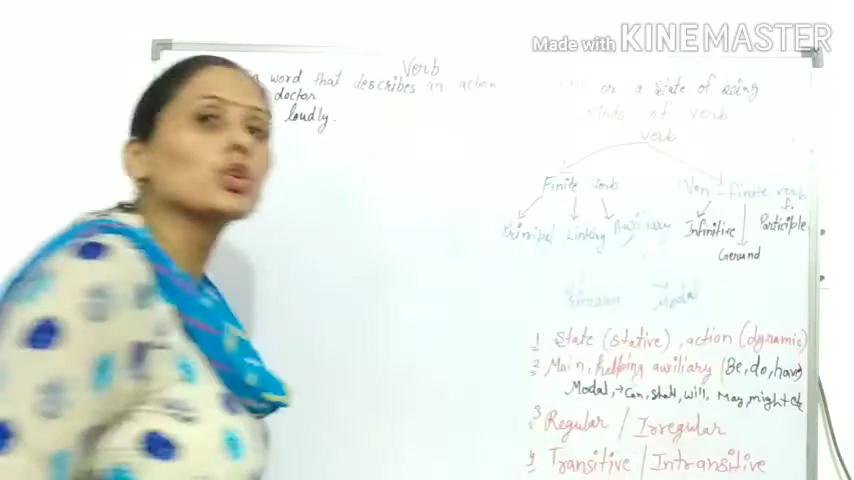 Made with KINEMASTER
Verb
a word that describes an action or a state of being
doctor
loudly.
Kinds of verb
Verb
Finite verb Non-finite verb
Principal Linking Auxiliary Infinitive Participle
Gerund
Modal
1 State (stative), action (dynamic)
2 Main, helping auxiliary / Be, do, have
Modal, → Can, shall, will, May, might etc
3 Regular / Irregular
4 Transitive / Intransitive